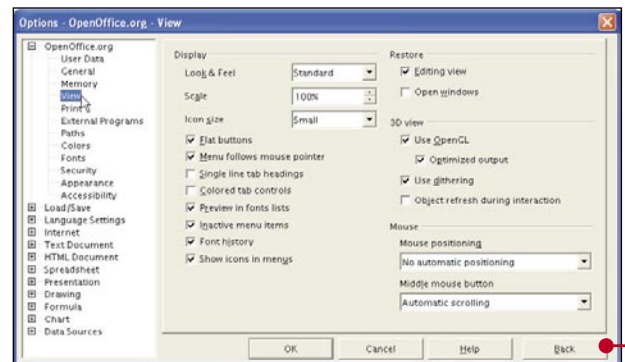 Options - OpenOffice.org - View
OpenOffice.org
User Data
General
Memory
View
Print
External Programs
Paths
Colors
Fonts
Security
Appearance
Accessibility
Load/Save
Language Settings
Internet
Text Document
HTML Document
Spreadsheet
Presentation
Drawing
Formula
Chart
Data Sources
Display
Look & Feel
Standard
Scale
100%
Icon size
Small
Flat buttons
Menu follows mouse pointer
Single line tab headings
Colored tab controls
Preview in fonts lists
Inactive menu items
Font history
Show icons in menus
Restore
Editing view
Open windows
3D view
Use OpenGL
Optimized output
Use dithering
Object refresh during interaction
Mouse
Mouse positioning
No automatic positioning
Middle mouse button
Automatic scrolling
OK
Cancel
Help
Back